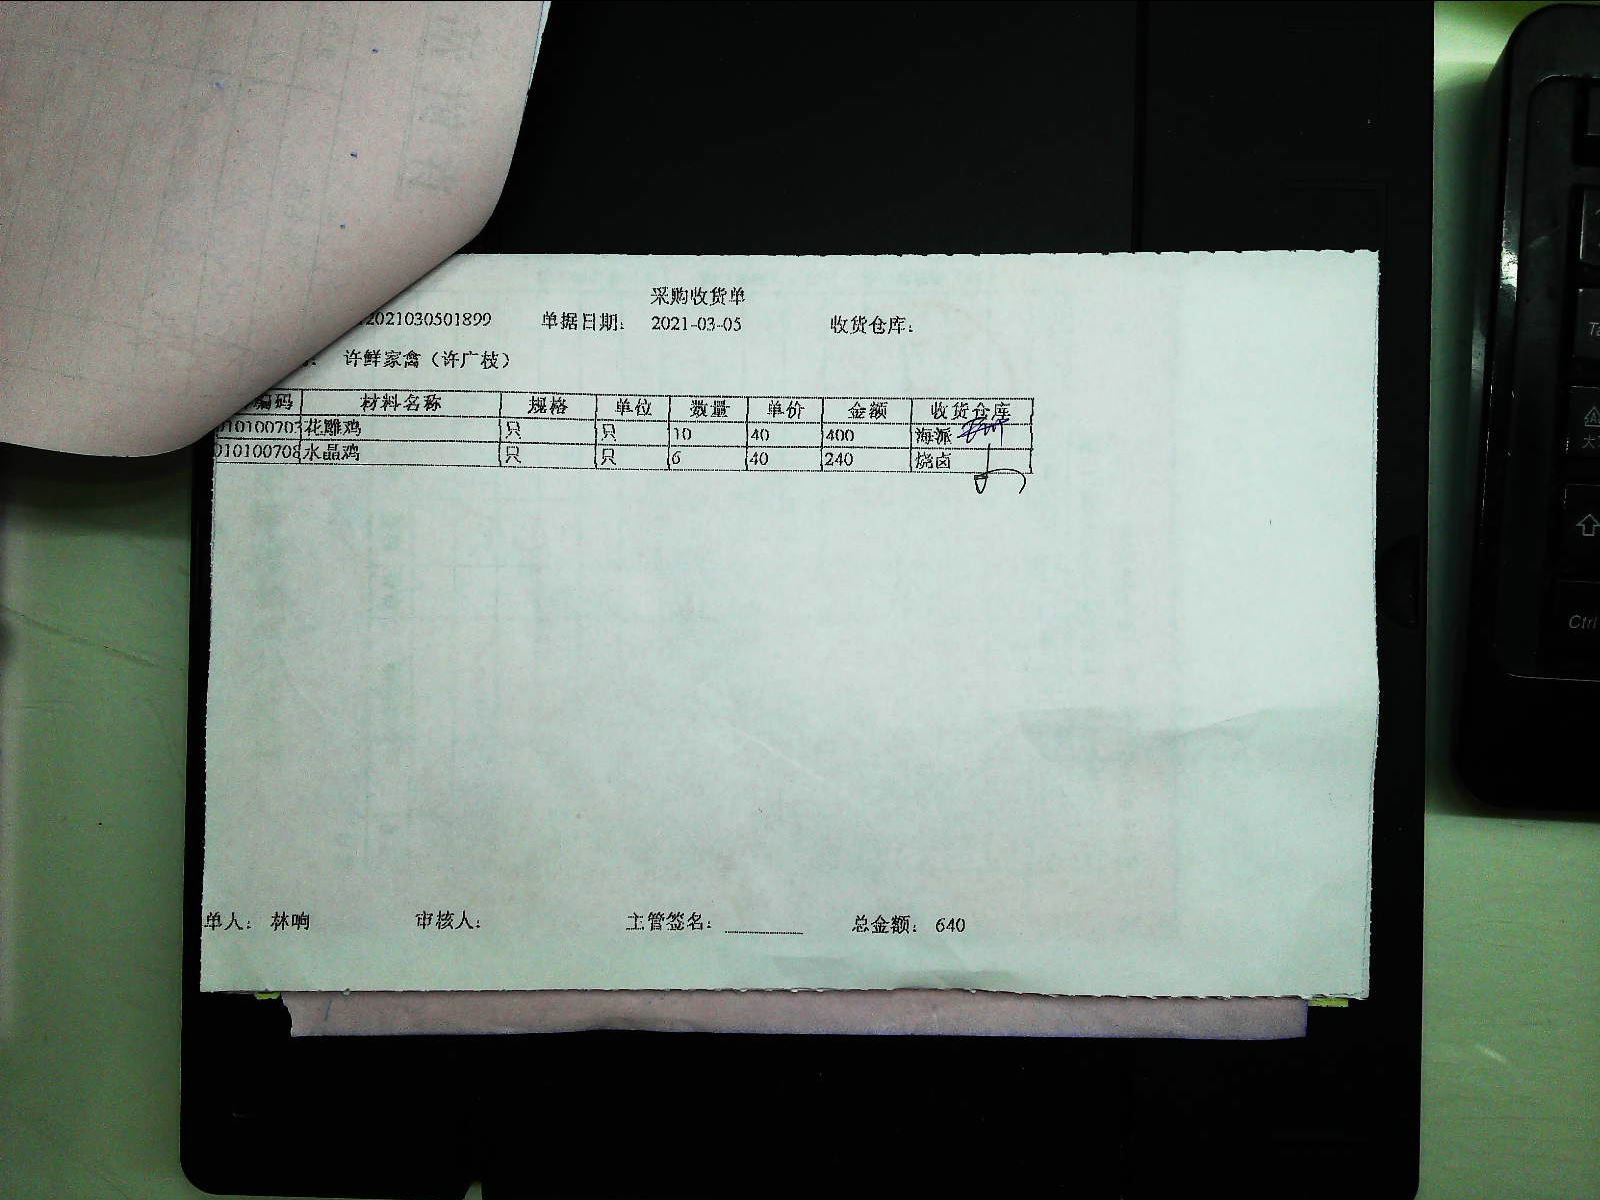 采购收货单
2021030501899 单据日期: 2021-03-05 收货仓库:
: 许鲜家禽（许广枝）
编码 材料名称 规格 单位 数量 单价 金额 收货仓库
010100703 花雕鸡 只 只 10 40 400 海派
010100708 水晶鸡 只 只 6 40 240 烧卤
单人: 林响 审核人: 主管签名: 总金额: 640
Ctrl